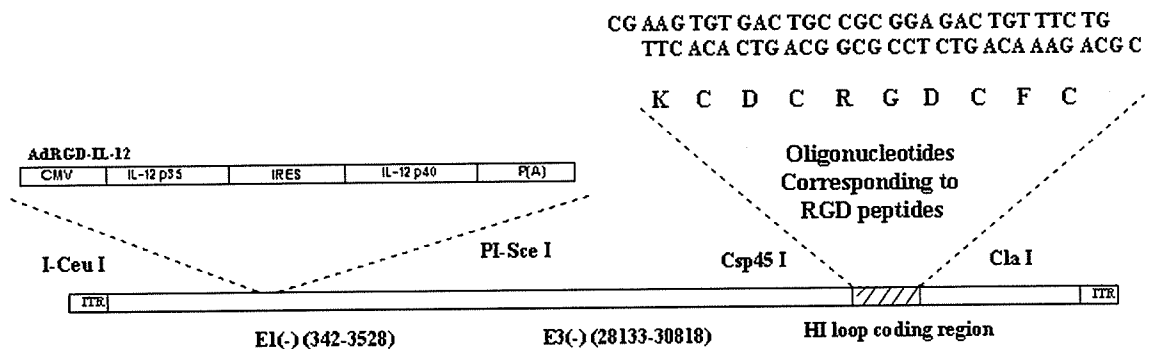 CG AAG TGT GAC TGC CGC GGA GAC TGT TTC TG
TTC ACA CTG ACG GCG CCT CTG ACA AAG ACG C
K C D C R G D C F C
AdRGD-IL-12
CMV IL-12 p35 IRES IL-12 p40 P(A)
Oligonucleotides
Corresponding to
RGD peptides
I-Ceu I PI-Sce I Csp45 I Cla I
ITR ITR
E1(-) (342-3528) E3(-) (28133-30818) HI loop coding region